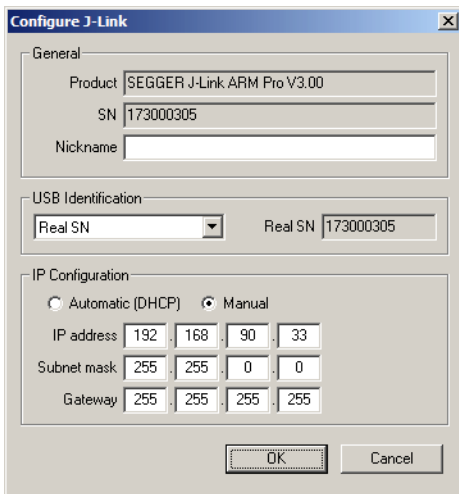 Configure J-Link
General
Product SEGGER J-Link ARM Pro V3.00
SN 173000305
Nickname
USB Identification
Real SN Real SN 173000305
IP Configuration
Automatic (DHCP) Manual
IP address 192 . 168 . 90 . 33
Subnet mask 255 . 255 . 0 . 0
Gateway 255 . 255 . 255 . 255
OK Cancel